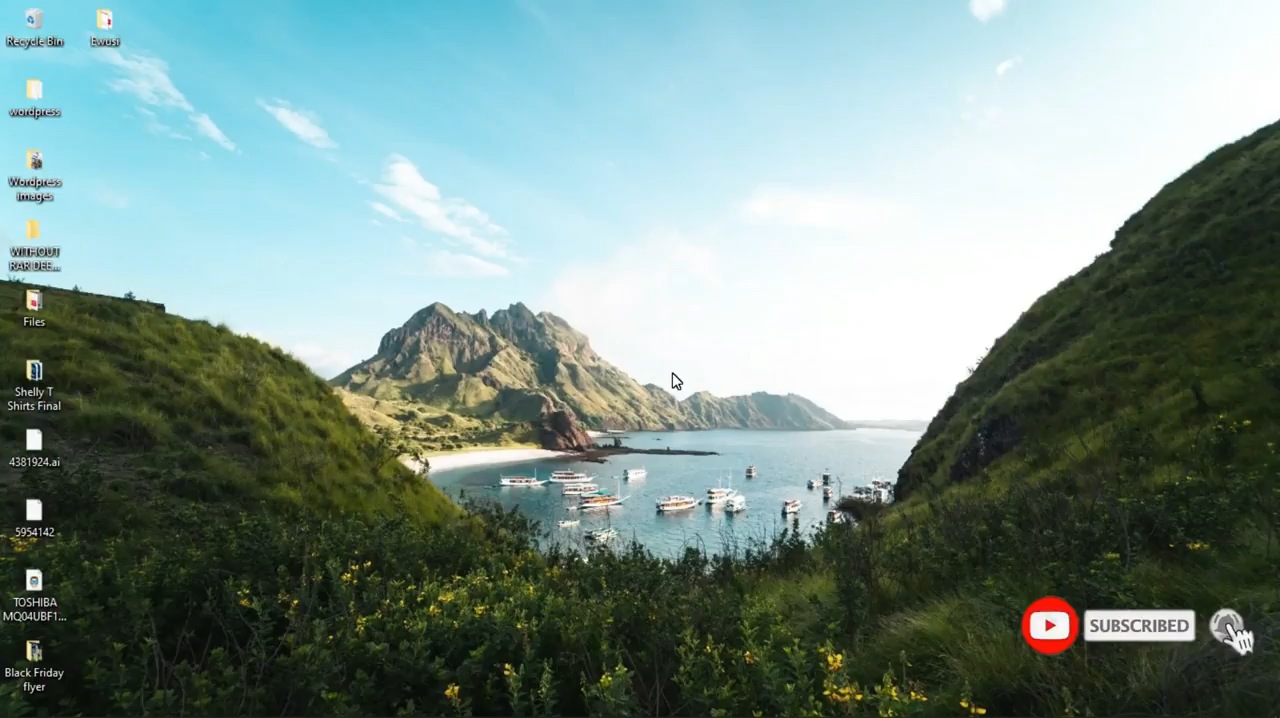 Recycle Bin
Ewusi
wordpress
Wordpress
images
WITHOUT
RAR DEE...
Files
Shelly T
Shirts Final
4381924.ai
5954142
TOSHIBA
MQ04UBF1...
Black Friday
flyer
SUBSCRIBED